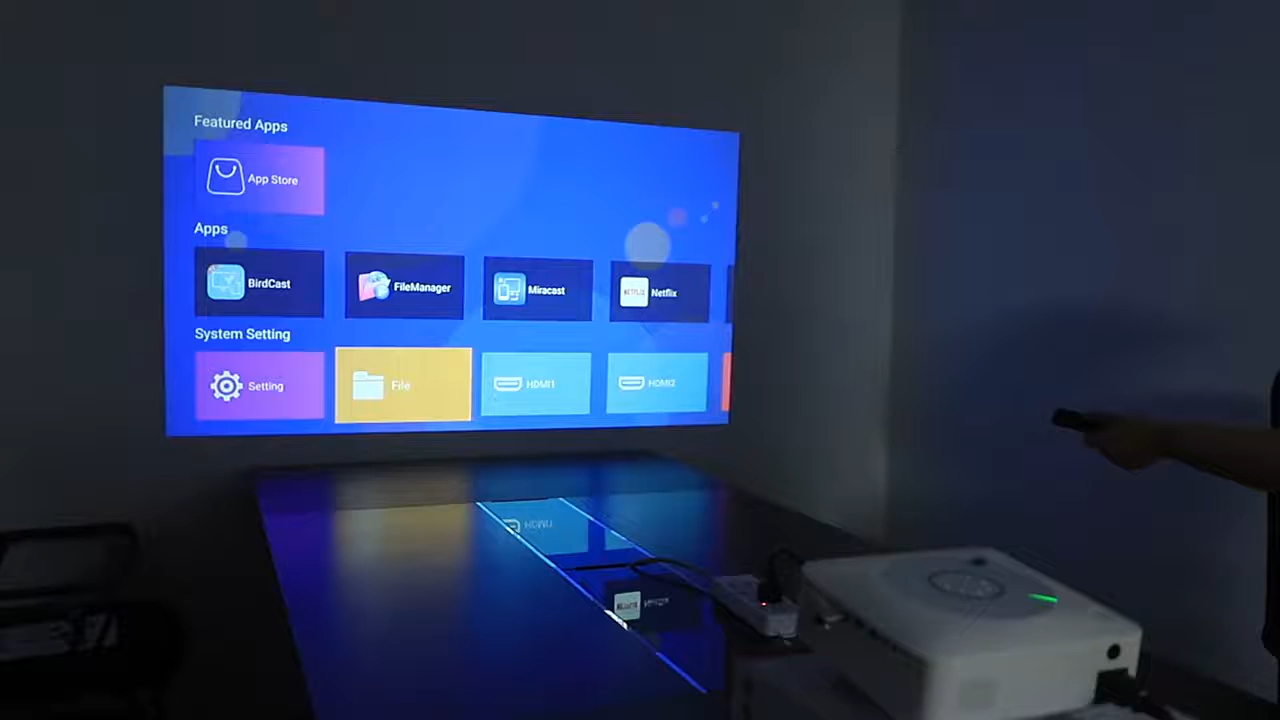 Featured Apps
App Store
Apps
BirdCast
FileManager
Miracast
NETFLIX
Netflix
System Setting
Setting
File
HDMI1
HDMI2